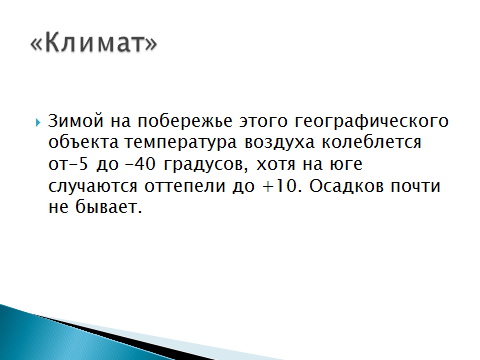 «Климат»
Зимой на побережье этого географического
объекта температура воздуха колеблется
от-5 до -40 градусов, хотя на юге
случаются оттепели до +10. Осадков почти
не бывает.